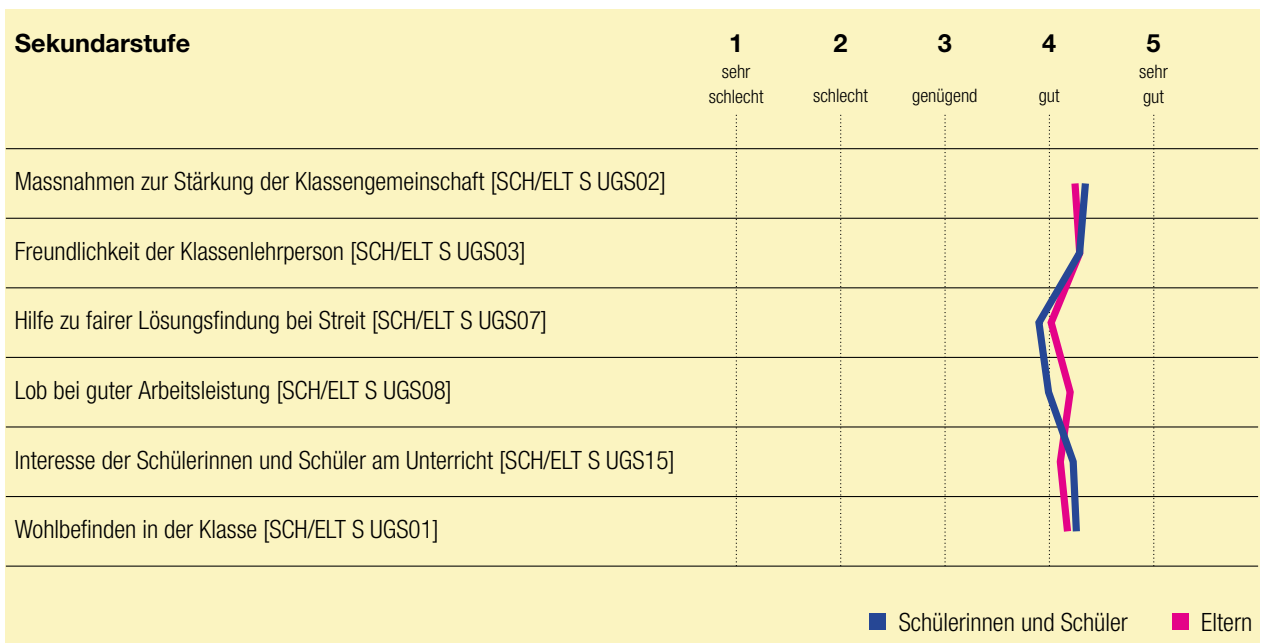 Sekundarstufe
1 2 3 4 5
sehr schlecht schlecht genügend gut sehr gut
Massnahmen zur Stärkung der Klassengemeinschaft [SCH/ELT S UGS02]
Freundlichkeit der Klassenlehrperson [SCH/ELT S UGS03]
Hilfe zu fairer Lösungsfindung bei Streit [SCH/ELT S UGS07]
Lob bei guter Arbeitsleistung [SCH/ELT S UGS08]
Interesse der Schülerinnen und Schüler am Unterricht [SCH/ELT S UGS15]
Wohlbefinden in der Klasse [SCH/ELT S UGS01]
Schülerinnen und Schüler Eltern